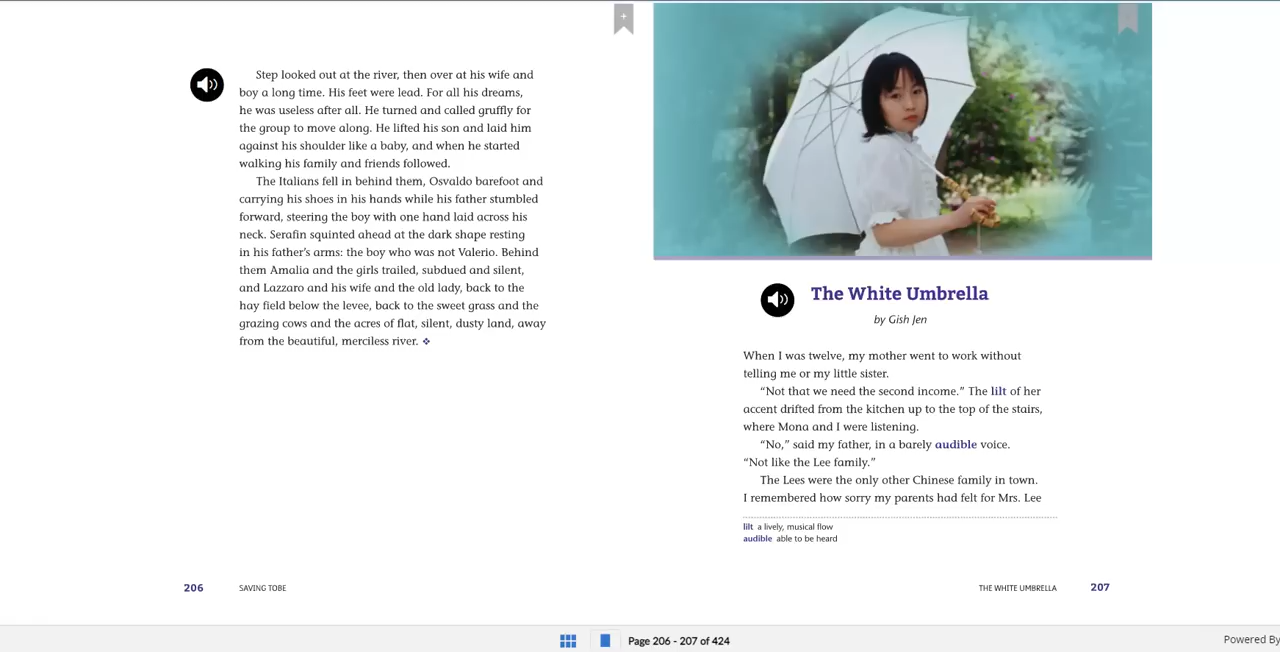 Step looked out at the river, then over at his wife and
boy a long time. His feet were lead. For all his dreams,
he was useless after all. He turned and called gruffly for
the group to move along. He lifted his son and laid him
against his shoulder like a baby, and when he started
walking his family and friends followed.
The Italians fell in behind them, Osvaldo barefoot and
carrying his shoes in his hands while his father stumbled
forward, steering the boy with one hand laid across his
neck. Serafin squinted ahead at the dark shape resting
in his father's arms: the boy who was not Valerio. Behind
them Amalia and the girls trailed, subdued and silent,
and Lazzaro and his wife and the old lady, back to the
hay field below the levee, back to the sweet grass and the
grazing cows and the acres of flat, silent, dusty land, away
from the beautiful, merciless river. ❖
206 SAVING TOBE
The White Umbrella
by Gish Jen
When I was twelve, my mother went to work without
telling me or my little sister.
“Not that we need the second income.” The lilt of her
accent drifted from the kitchen up to the top of the stairs,
where Mona and I were listening.
“No,” said my father, in a barely audible voice.
“Not like the Lee family.”
The Lees were the only other Chinese family in town.
I remembered how sorry my parents had felt for Mrs. Lee
lilt a lively, musical flow
audible able to be heard
THE WHITE UMBRELLA 207
Page 206 - 207 of 424
Powered By